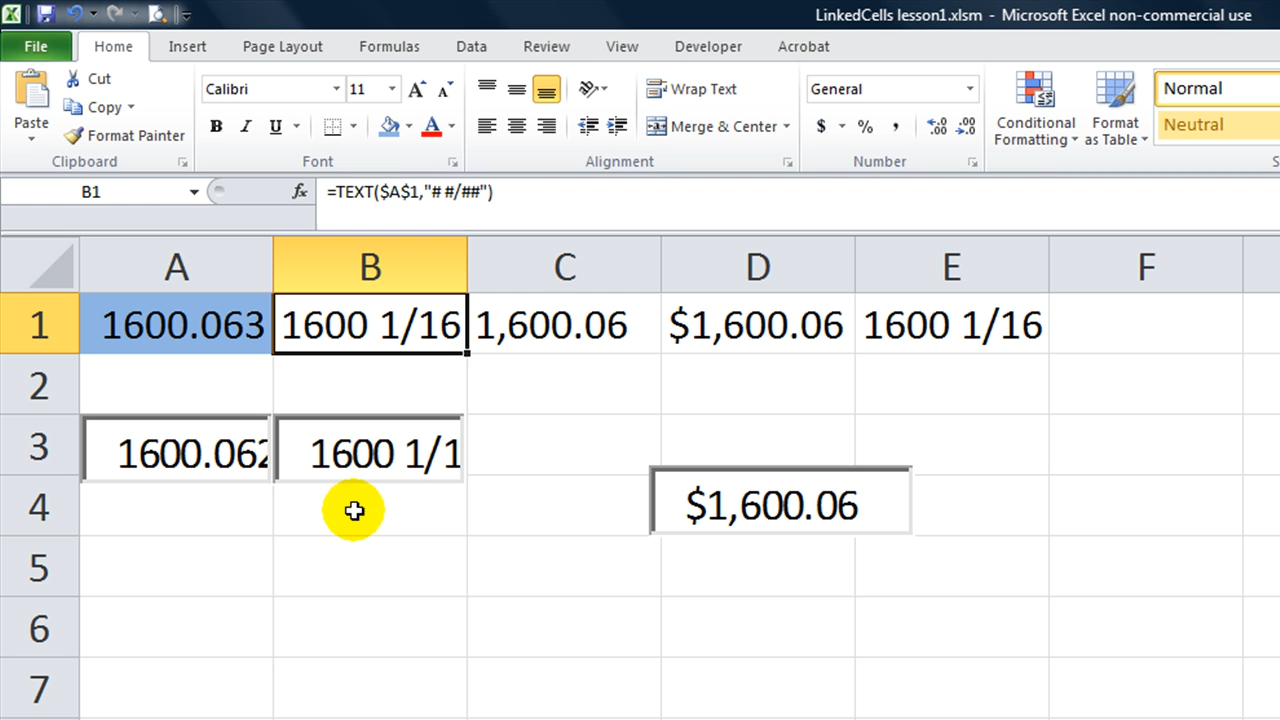 LinkedCells lesson1.xlsm - Microsoft Excel non-commercial use
File Home Insert Page Layout Formulas Data Review View Developer Acrobat
Paste
Cut
Copy
Format Painter
Clipboard
Calibri 11
B I U
Font
Wrap Text
Merge & Center
Alignment
General
$ % ,
Number
Conditional Formatting
Format as Table
Normal
Neutral
B1 fx =TEXT($A$1,"# #/##")
A B C D E F
1 1600.063 1600 1/16 1,600.06 $1,600.06 1600 1/16
2
3 1600.062 1600 1/1
4 $1,600.06
5
6
7